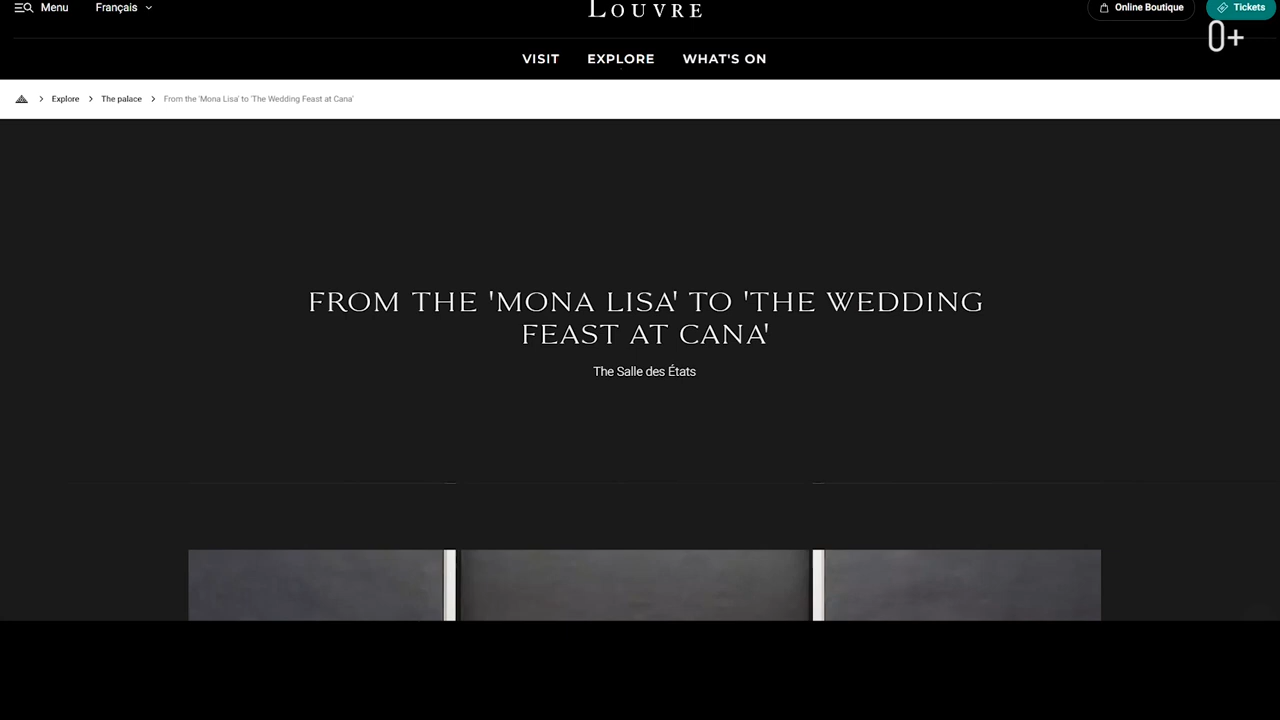 Menu
Français
LOUVRE
Online Boutique
Tickets
0+
VISIT
EXPLORE
WHAT'S ON
Explore
The palace
From the 'Mona Lisa' to 'The Wedding Feast at Cana'
FROM THE 'MONA LISA' TO 'THE WEDDING
FEAST AT CANA'
The Salle des États